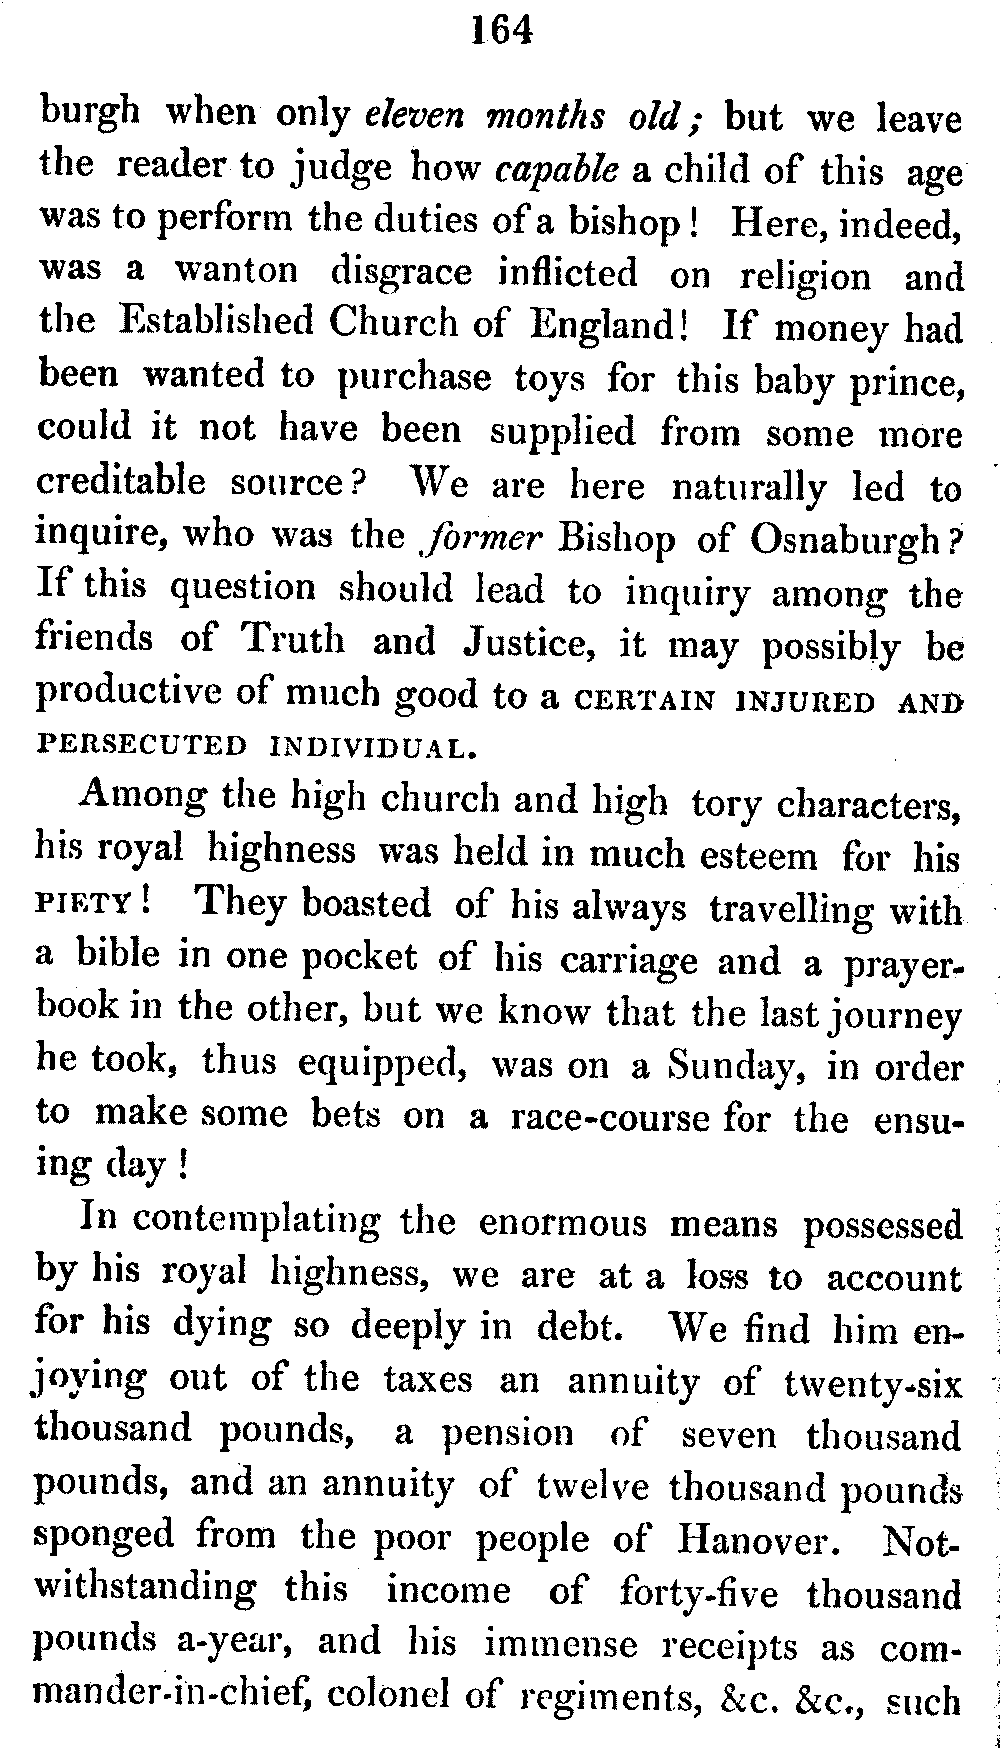 164
burgh when only eleven months old; but we leave
the reader to judge how capable a child of this age
was to perform the duties of a bishop! Here, indeed,
was a wanton disgrace inflicted on religion and
the Established Church of England! If money had
been wanted to purchase toys for this baby prince,
could it not have been supplied from some more
creditable source? We are here naturally led to
inquire, who was the former Bishop of Osnaburgh?
If this question should lead to inquiry among the
friends of Truth and Justice, it may possibly be
productive of much good to a CERTAIN INJURED AND
PERSECUTED INDIVIDUAL.
Among the high church and high tory characters,
his royal highness was held in much esteem for his
PIETY! They boasted of his always travelling with
a bible in one pocket of his carriage and a prayer-
book in the other, but we know that the last journey
he took, thus equipped, was on a Sunday, in order
to make some bets on a race-course for the ensu-
ing day!
In contemplating the enormous means possessed
by his royal highness, we are at a loss to account
for his dying so deeply in debt. We find him en-
joying out of the taxes an annuity of twenty-six
thousand pounds, a pension of seven thousand
pounds, and an annuity of twelve thousand pounds
sponged from the poor people of Hanover. Not-
withstanding this income of forty-five thousand
pounds a-year, and his immense receipts as com-
mander-in-chief, colonel of regiments, &c. &c., such